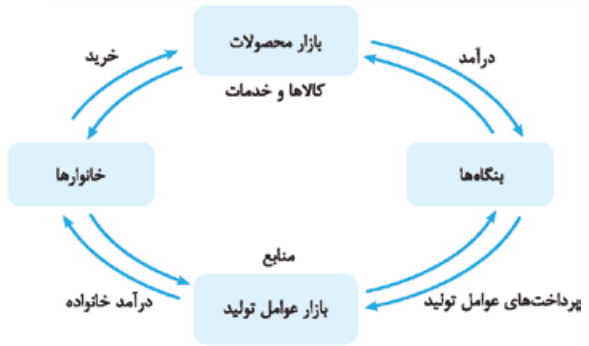 بازار محصولات
خرید
درآمد
کالاها و خدمات
خانوارها
بنگاه‌ها
منابع
درآمد خانواده
بازار عوامل تولید
پرداخت‌های عوامل تولید